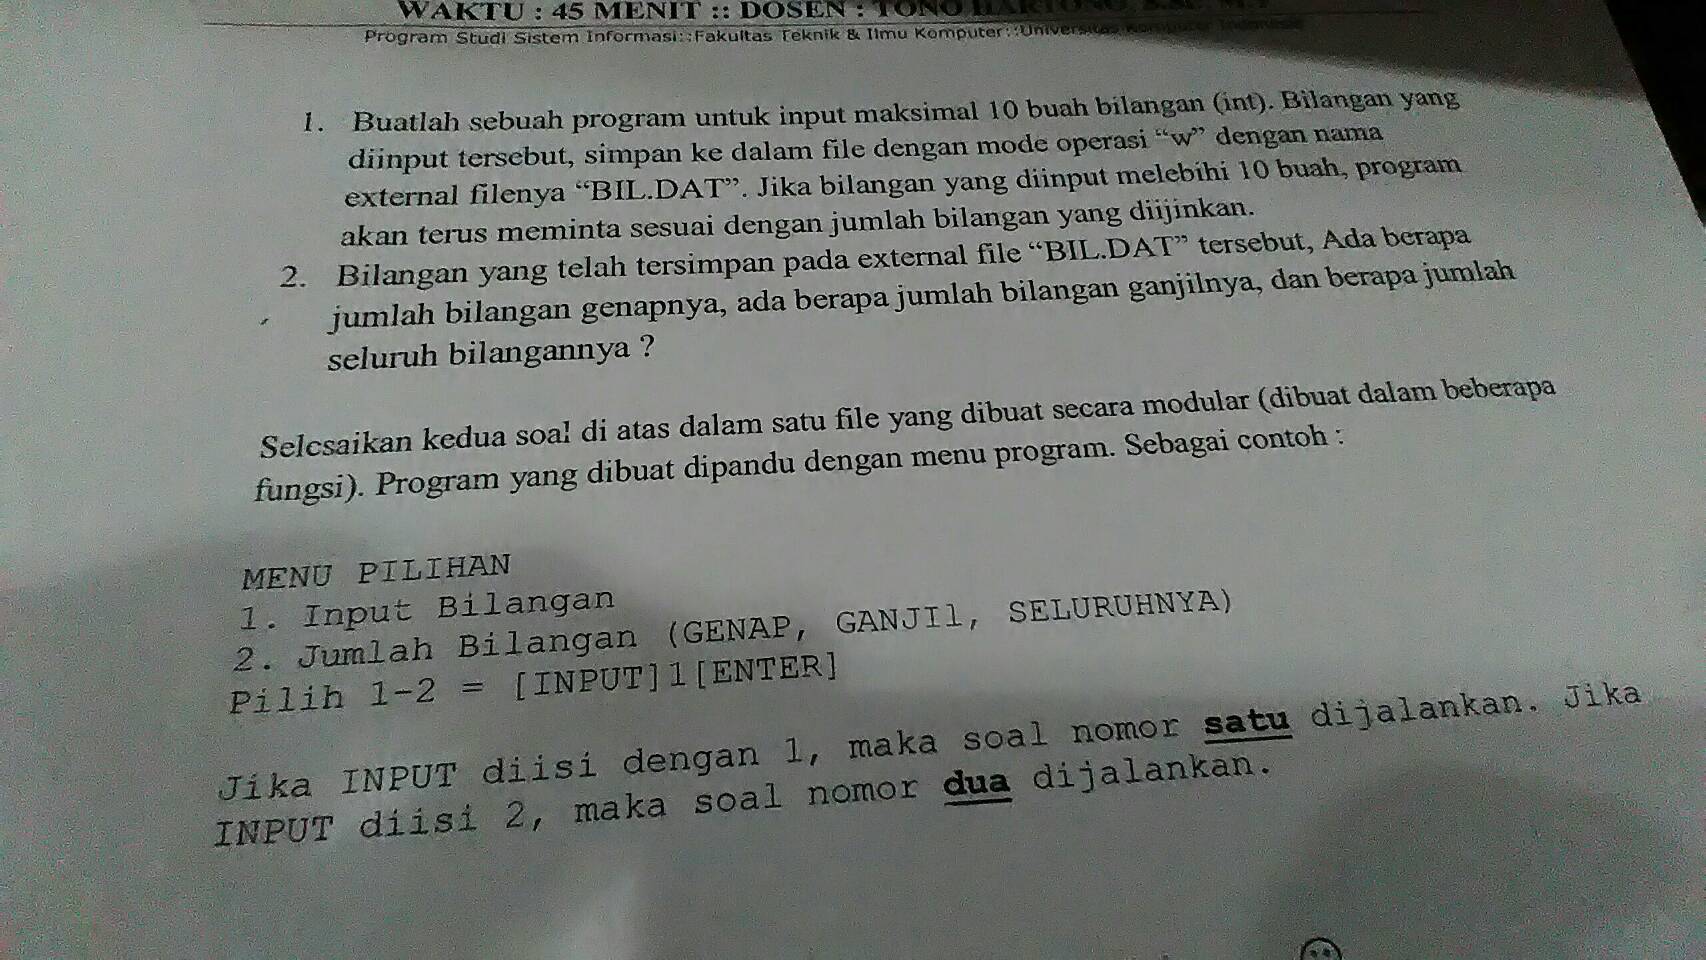 WAKTU : 45 MENIT :: DOSEN : TONO
Program Studi Sistem Informasi::Fakultas Teknik & Ilmu Komputer::Universitas Komputer Indonesia
1. Buatlah sebuah program untuk input maksimal 10 buah bilangan (int). Bilangan yang
diinput tersebut, simpan ke dalam file dengan mode operasi “w” dengan nama
external filenya “BIL.DAT”. Jika bilangan yang diinput melebihi 10 buah, program
akan terus meminta sesuai dengan jumlah bilangan yang diijinkan.
2. Bilangan yang telah tersimpan pada external file “BIL.DAT” tersebut, Ada berapa
jumlah bilangan genapnya, ada berapa jumlah bilangan ganjilnya, dan berapa jumlah
seluruh bilangannya ?
Selesaikan kedua soal di atas dalam satu file yang dibuat secara modular (dibuat dalam beberapa
fungsi). Program yang dibuat dipandu dengan menu program. Sebagai contoh :
MENU PILIHAN
1. Input Bilangan
2. Jumlah Bilangan (GENAP, GANJIl, SELURUHNYA)
Pilih 1-2 = [INPUT]1[ENTER]
Jika INPUT diisi dengan 1, maka soal nomor satu dijalankan. Jika
INPUT diisi 2, maka soal nomor dua dijalankan.